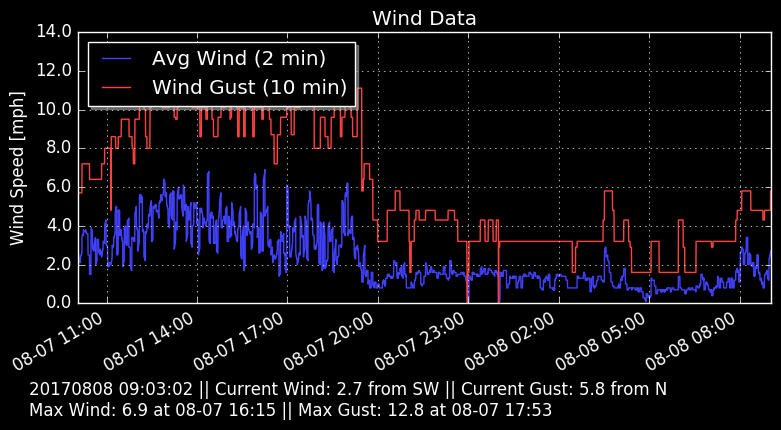 Wind Data
Avg Wind (2 min)
Wind Gust (10 min)
Wind Speed [mph]
14.0
12.0
10.0
8.0
6.0
4.0
2.0
0.0
08-07 11:00
08-07 14:00
08-07 17:00
08-07 20:00
08-07 23:00
08-08 02:00
08-08 05:00
08-08 08:00
20170808 09:03:02 || Current Wind: 2.7 from SW || Current Gust: 5.8 from N
Max Wind: 6.9 at 08-07 16:15 || Max Gust: 12.8 at 08-07 17:53